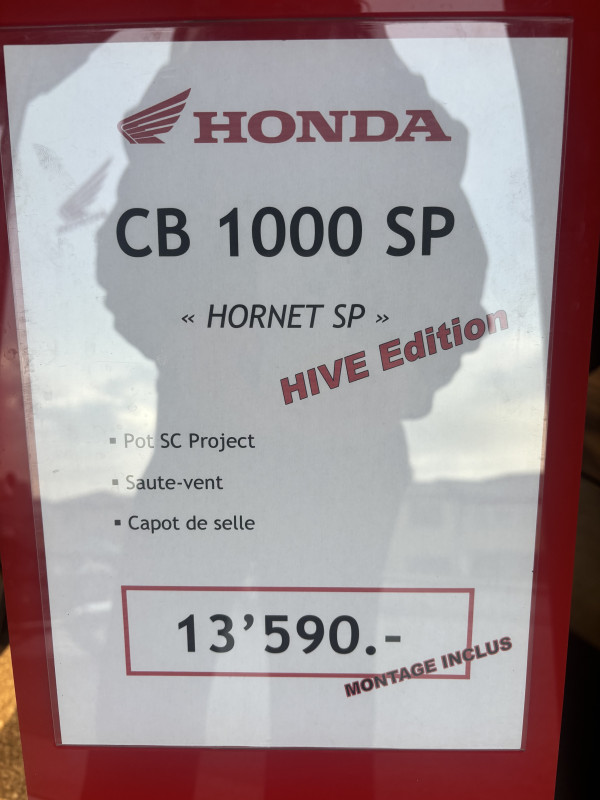 HONDA
CB 1000 SP
« HORNET SP »
HIVE Edition
▪ Pot SC Project
▪ Saute-vent
▪ Capot de selle
13’590.-
MONTAGE INCLUS